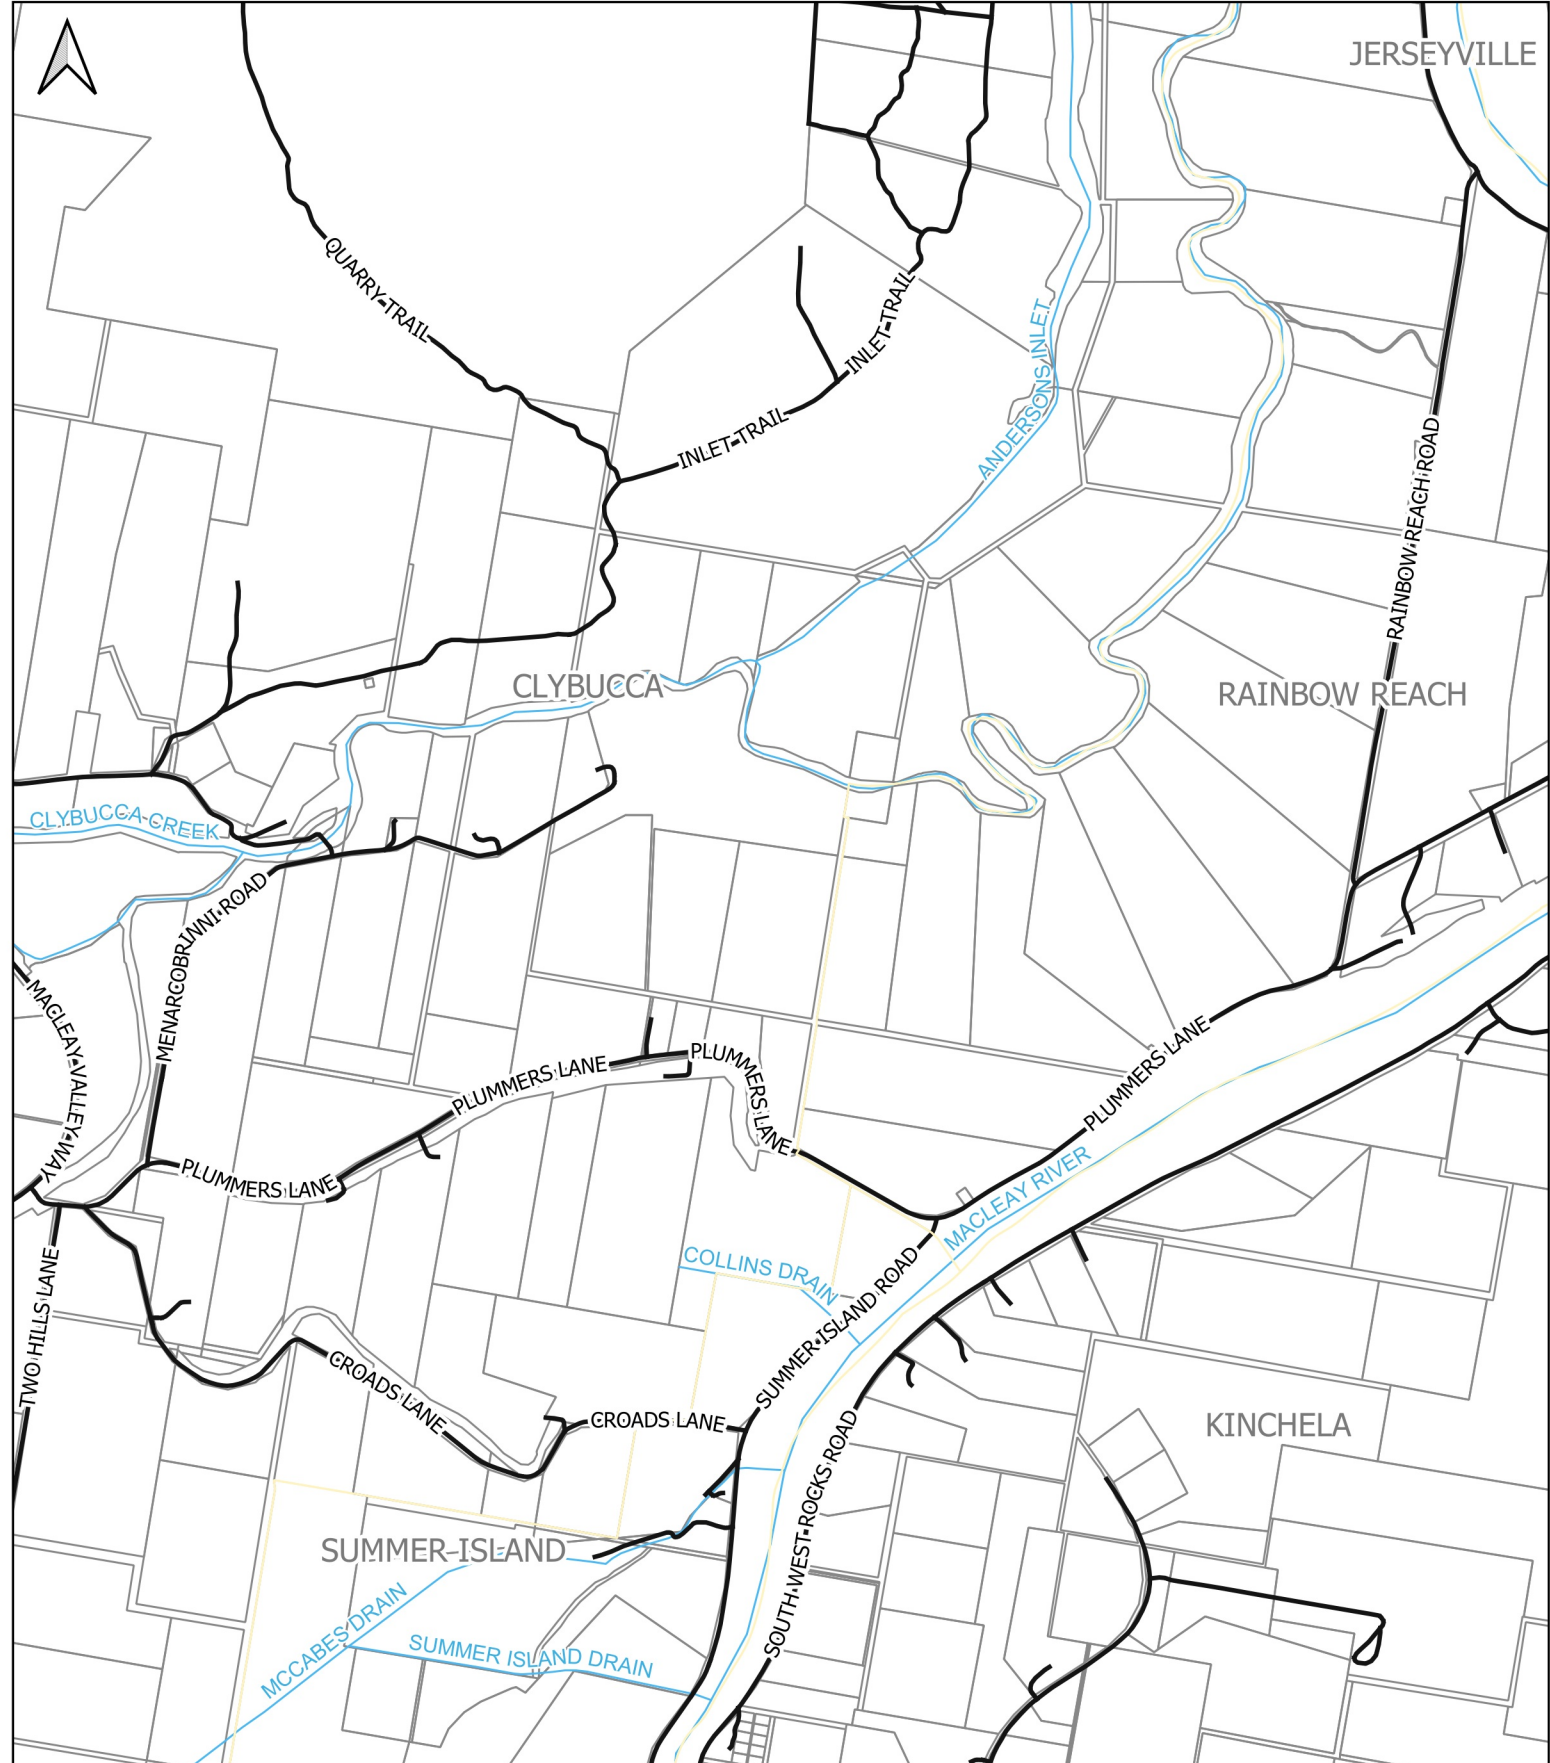 JERSEYVILLE
QUARRY TRAIL
INLET TRAIL
INLET TRAIL
ANDERSONS INLET
RAINBOW REACH ROAD
CLYBUCCA
RAINBOW REACH
CLYBUCCA CREEK
MENARCOBRINNI ROAD
MACLEAY VALLEY WAY
PLUMMERS LANE
PLUMMERS LANE
PLUMMERS LANE
PLUMMERS LANE
MACLEAY RIVER
COLLINS DRAIN
SUMMER ISLAND ROAD
TWO HILLS LANE
CROADS LANE
CROADS LANE
KINCHELA
SOUTH WEST ROCKS ROAD
SUMMER ISLAND
MCCABES DRAIN
SUMMER ISLAND DRAIN